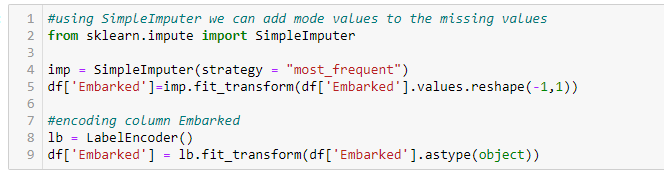 1 #using SimpleImputer we can add mode values to the missing values
2 from sklearn.impute import SimpleImputer
3
4 imp = SimpleImputer(strategy = "most_frequent")
5 df['Embarked']=imp.fit_transform(df['Embarked'].values.reshape(-1,1))
6
7 #encoding column Embarked
8 lb = LabelEncoder()
9 df['Embarked'] = lb.fit_transform(df['Embarked'].astype(object))